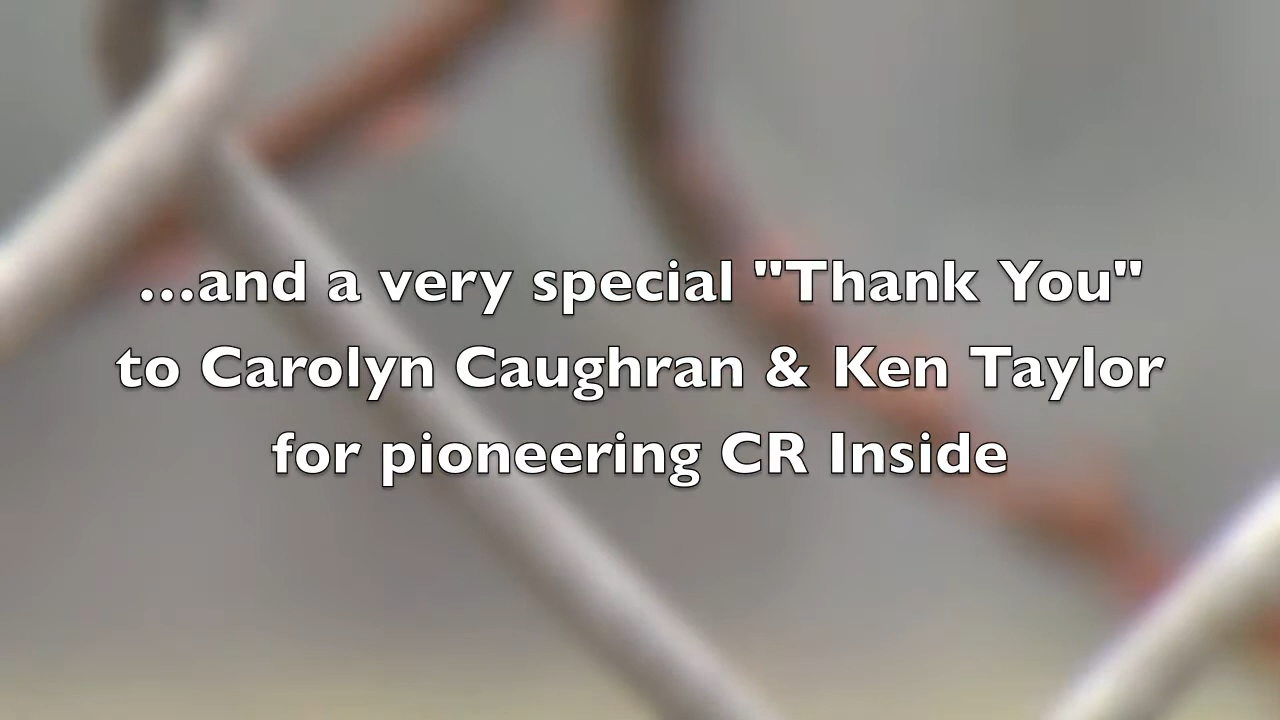 ...and a very special "Thank You"
to Carolyn Caughran & Ken Taylor
for pioneering CR Inside